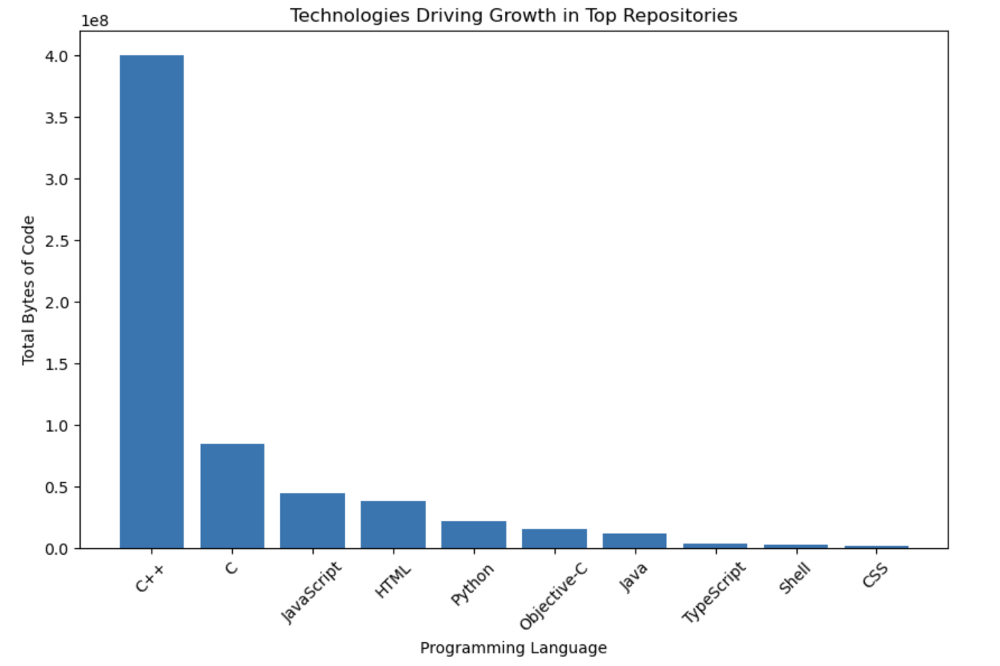 Technologies Driving Growth in Top Repositories
1e8
4.0
3.5
3.0
2.5
2.0
1.5
1.0
0.5
0.0
Total Bytes of Code
C++
C
JavaScript
HTML
Python
Objective-C
Java
TypeScript
Shell
CSS
Programming Language